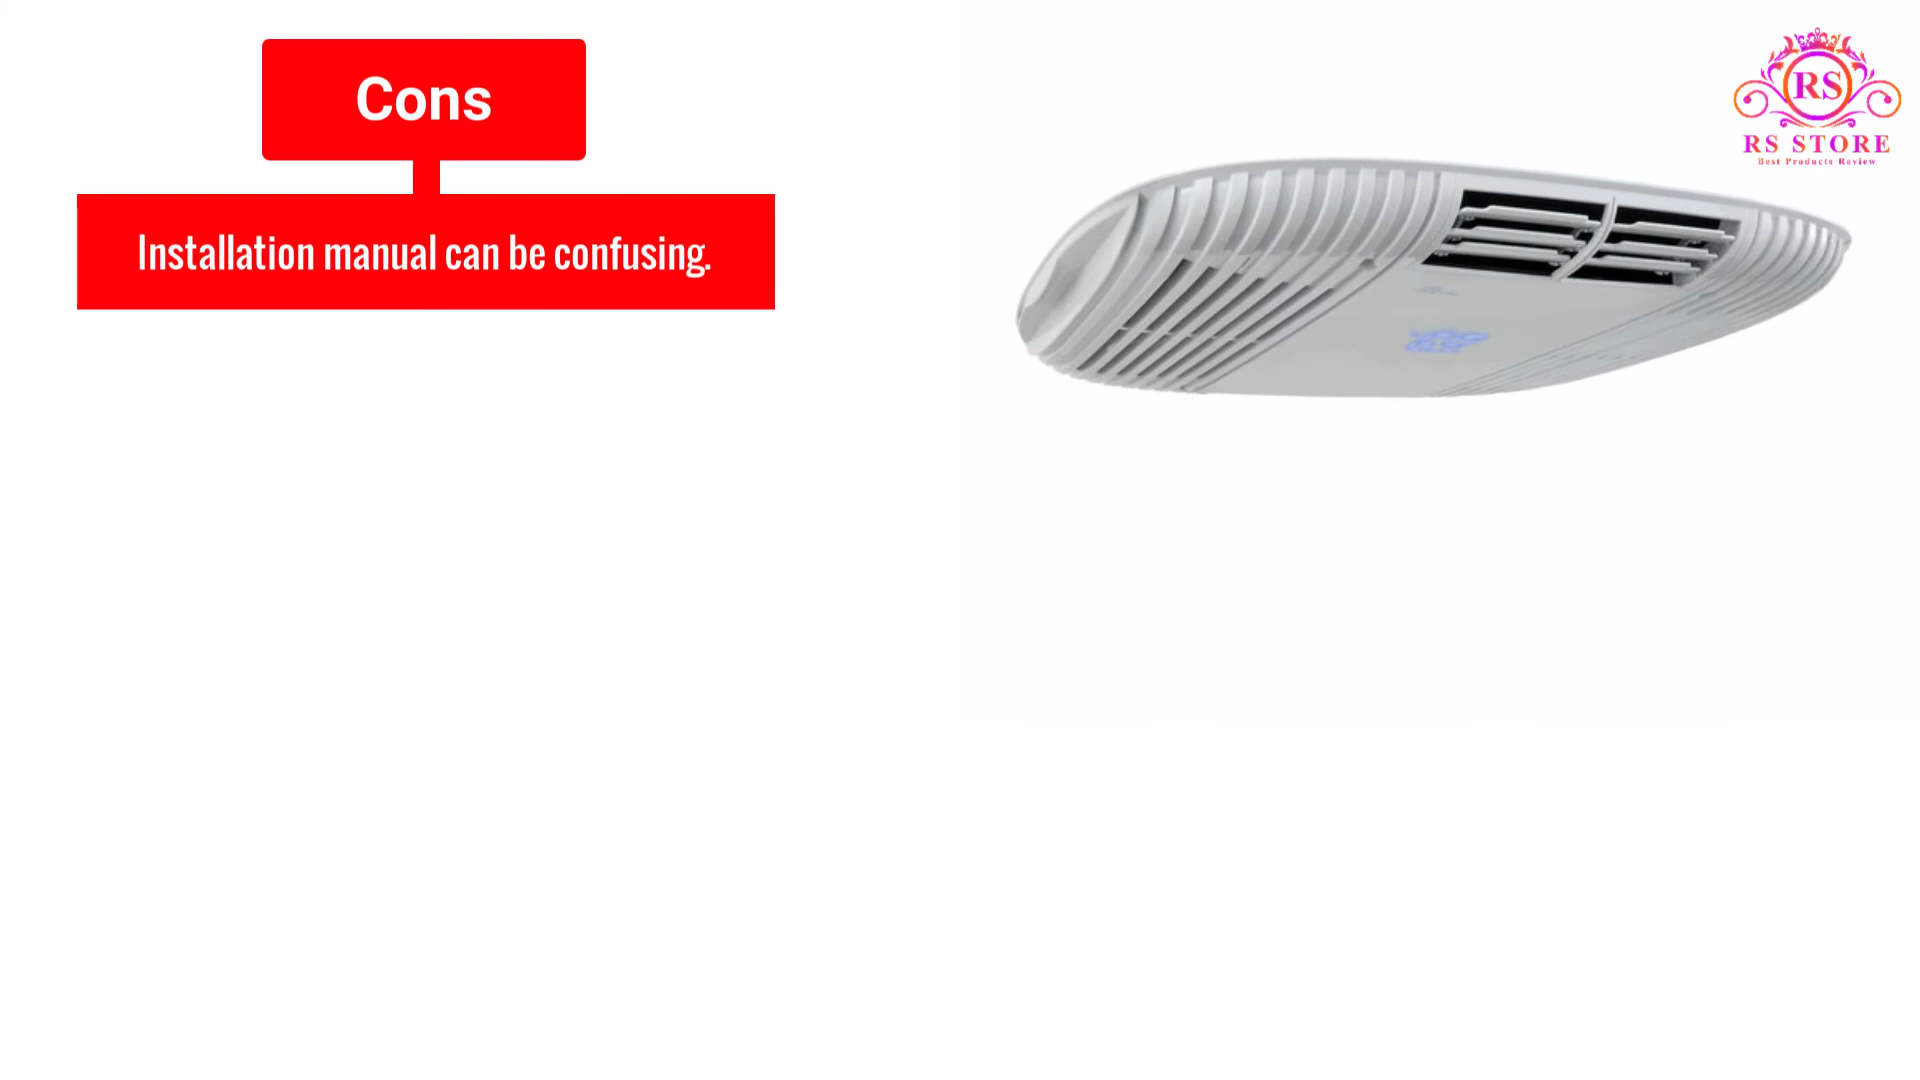 Cons
Installation manual can be confusing.
RS
RS STORE
Best Products Review